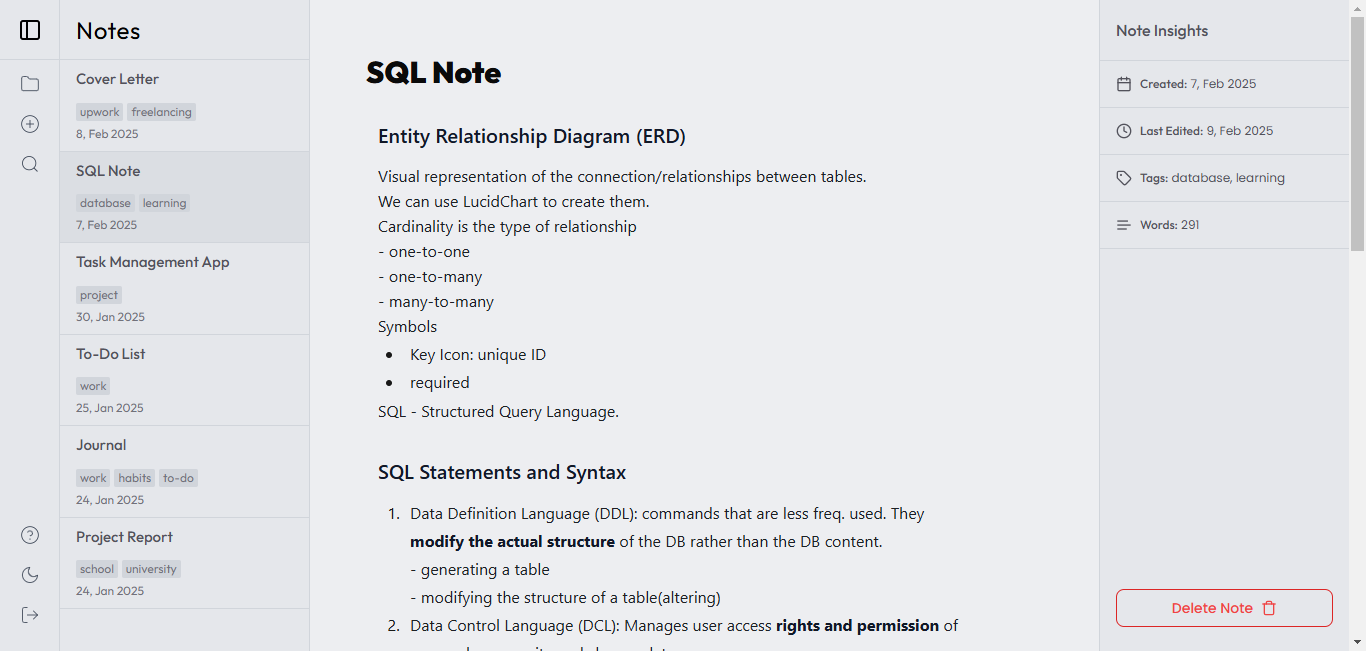 Notes
Cover Letter
upwork freelancing
8, Feb 2025
SQL Note
database learning
7, Feb 2025
Task Management App
project
30, Jan 2025
To-Do List
work
25, Jan 2025
Journal
work habits to-do
24, Jan 2025
Project Report
school university
24, Jan 2025
SQL Note
Entity Relationship Diagram (ERD)
Visual representation of the connection/relationships between tables.
We can use LucidChart to create them.
Cardinality is the type of relationship
- one-to-one
- one-to-many
- many-to-many
Symbols
• Key Icon: unique ID
• required
SQL - Structured Query Language.
SQL Statements and Syntax
1. Data Definition Language (DDL): commands that are less freq. used. They
modify the actual structure of the DB rather than the DB content.
- generating a table
- modifying the structure of a table(altering)
2. Data Control Language (DCL): Manages user access rights and permission of
Note Insights
Created: 7, Feb 2025
Last Edited: 9, Feb 2025
Tags: database, learning
Words: 291
Delete Note